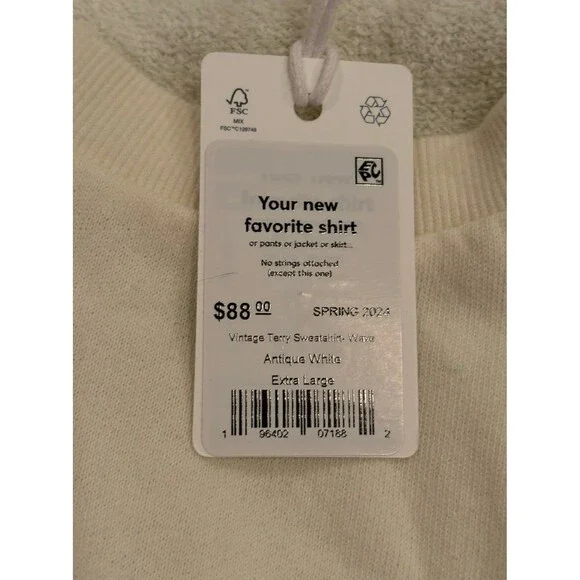 FSC
MIX
Your new
favorite shirt
or pants or jacket or skirt...
No strings attached
(except this one)
$88.00 SPRING 2024
Vintage Terry Sweatshirt- Wave
Antique White
Extra Large
1 96402 07188 2